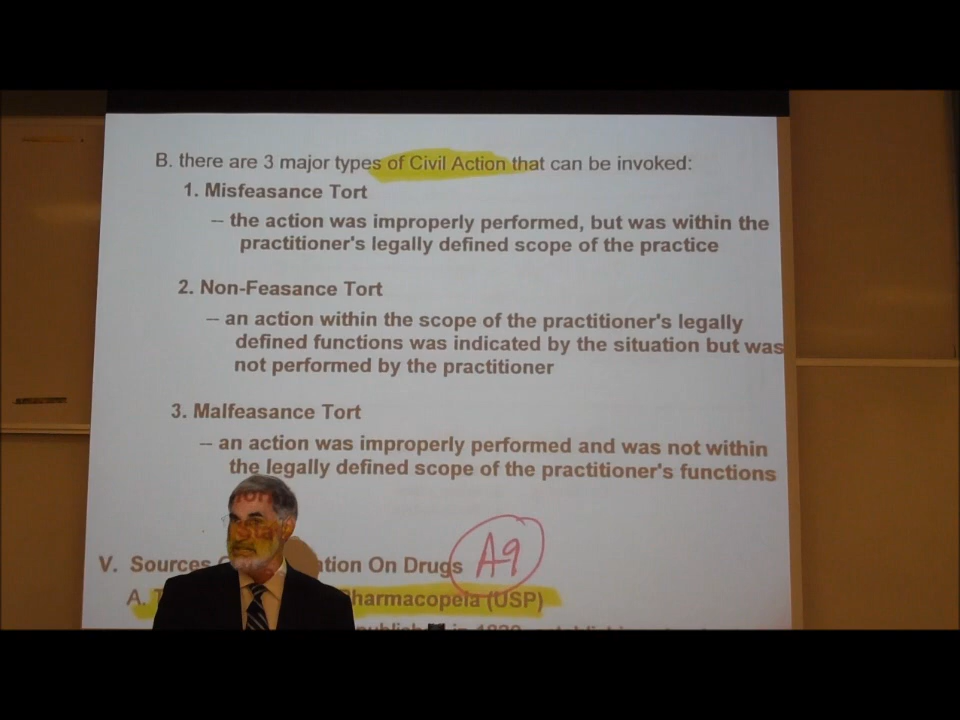 B. there are 3 major types of Civil Action that can be invoked:
1. Misfeasance Tort
– the action was improperly performed, but was within the
practitioner's legally defined scope of the practice
2. Non-Feasance Tort
– an action within the scope of the practitioner's legally
defined functions was indicated by the situation but was
not performed by the practitioner
3. Malfeasance Tort
– an action was improperly performed and was not within
the legally defined scope of the practitioner's functions
V. Sources ation On Drugs A9
A. T Pharmacopeia (USP)